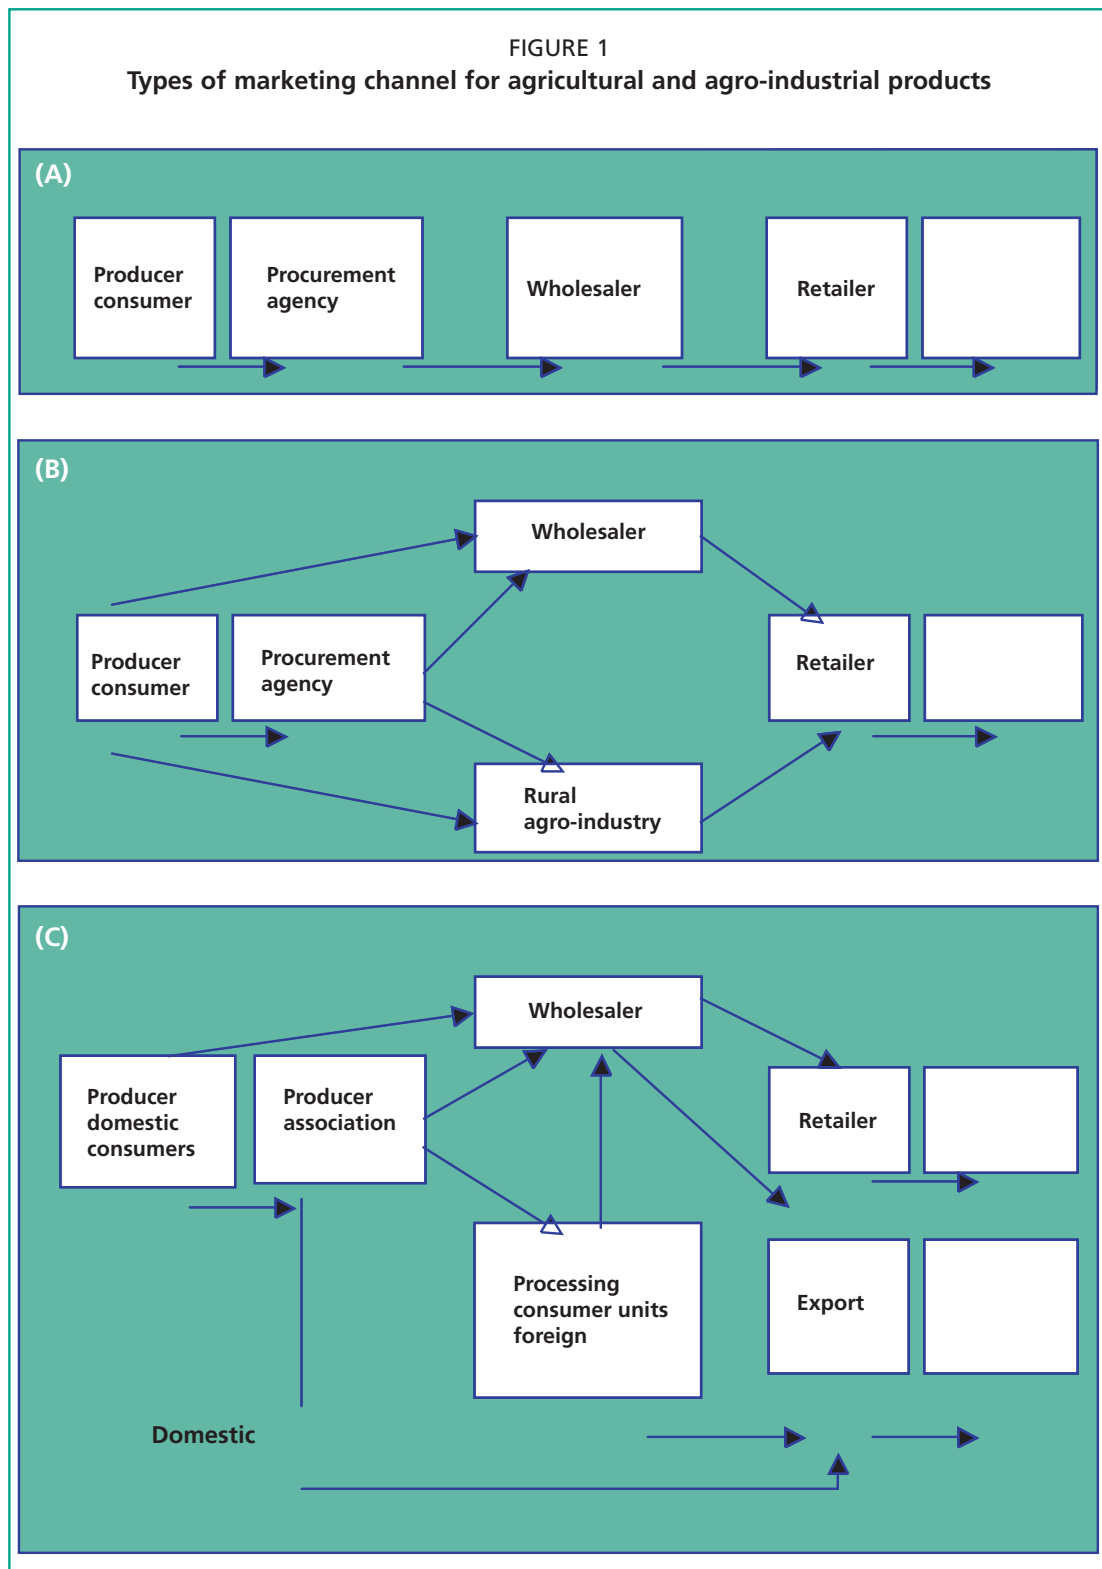 FIGURE 1
Types of marketing channel for agricultural and agro-industrial products
(A)
Producer
consumer
Procurement
agency
Wholesaler
Retailer
(B)
Wholesaler
Producer
consumer
Procurement
agency
Retailer
Rural
agro-industry
(C)
Wholesaler
Producer
domestic
consumers
Producer
association
Retailer
Processing
consumer units
foreign
Export
Domestic